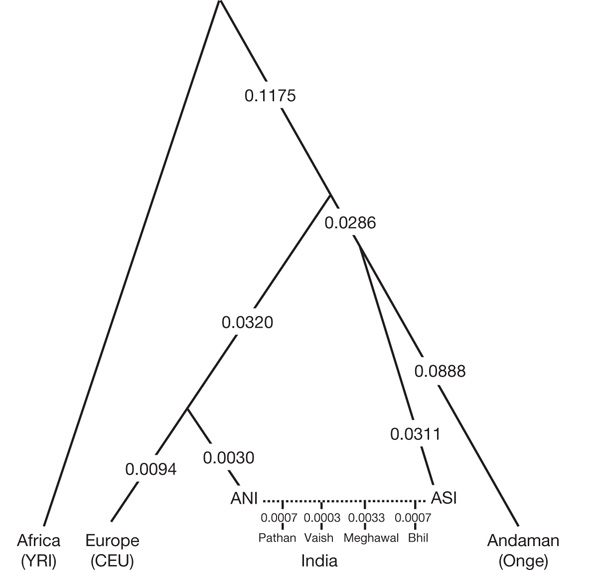 0.1175
0.0286
0.0320
0.0888
0.0311
0.0030
0.0094
ANI ASI
0.0007 0.0003 0.0033 0.0007
Pathan Vaish Meghawal Bhil
Africa Europe India Andaman
(YRI) (CEU) (Onge)